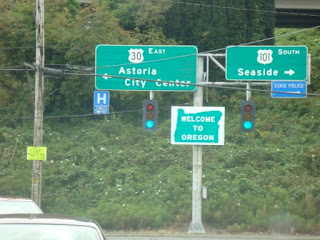 30 EAST
Astoria
City Center
101 SOUTH
Seaside
H
STATE POLICE
WELCOME
TO
OREGON